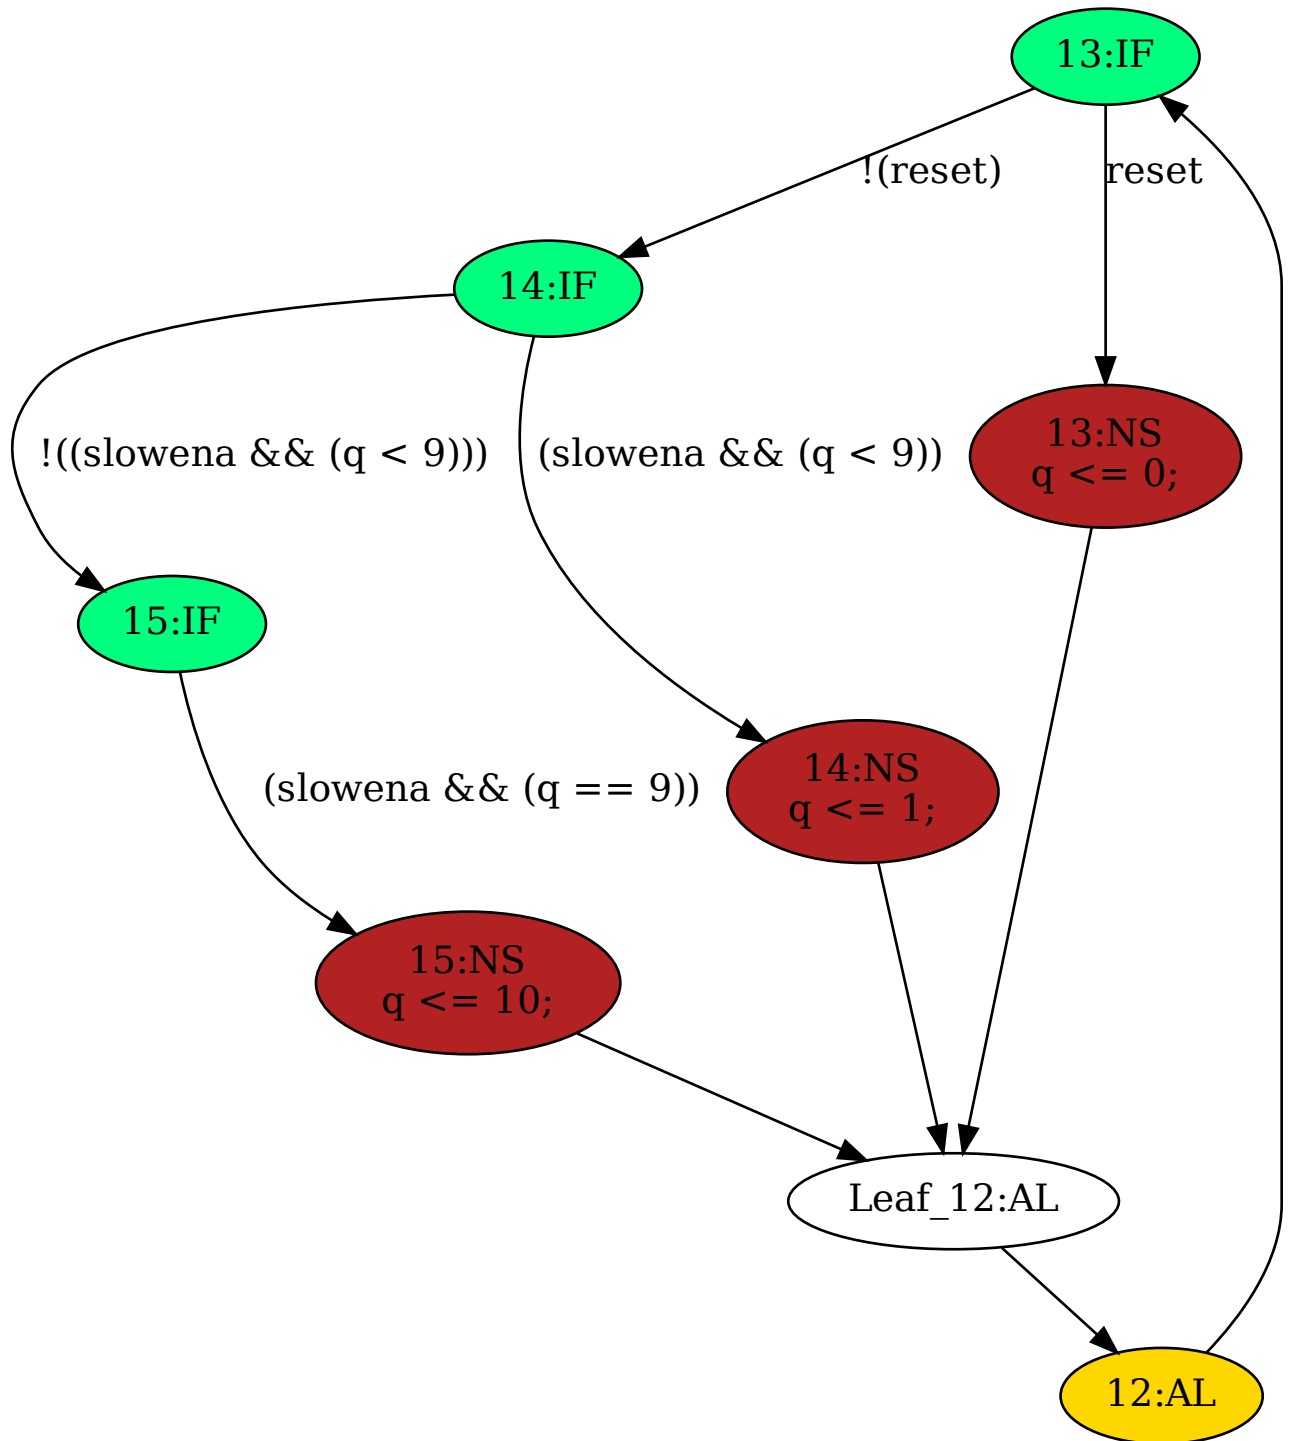 13:IF
!(reset)
reset
14:IF
!((slowena && (q < 9)))
(slowena && (q < 9))
13:NS
q <= 0;
15:IF
(slowena && (q == 9))
14:NS
q <= 1;
15:NS
q <= 10;
Leaf_12:AL
12:AL